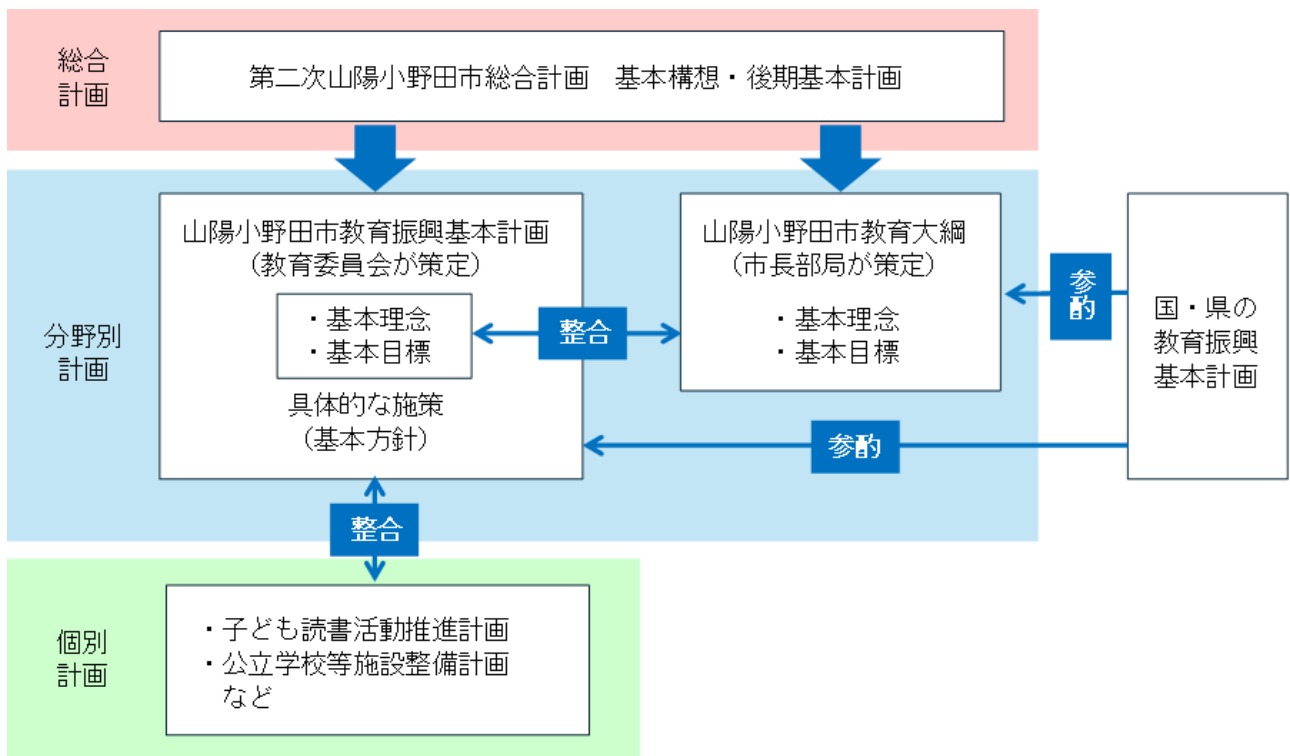 総合
計画
第二次山陽小野田市総合計画　基本構想・後期基本計画
分野別
計画
山陽小野田市教育振興基本計画
（教育委員会が策定）
・基本理念
・基本目標
具体的な施策
（基本方針）
整合
山陽小野田市教育大綱
（市長部局が策定）
・基本理念
・基本目標
参酌
参酌
国・県の
教育振興
基本計画
整合
個別
計画
・子ども読書活動推進計画
・公立学校等施設整備計画
など